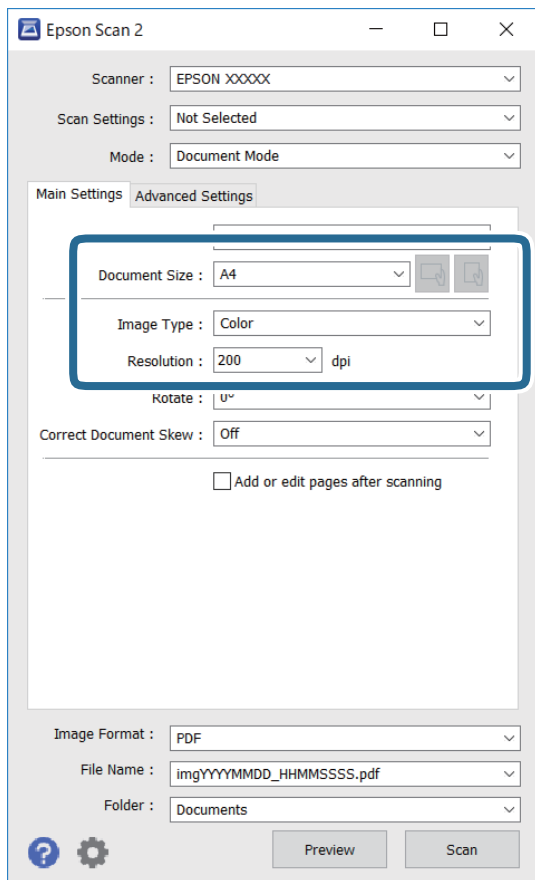 Epson Scan 2
Scanner : EPSON XXXXX
Scan Settings : Not Selected
Mode : Document Mode
Main Settings Advanced Settings
Document Size : A4
Image Type : Color
Resolution : 200 dpi
Rotate : 0°
Correct Document Skew : Off
Add or edit pages after scanning
Image Format : PDF
File Name : imgYYYYMMDD_HHMMSSSS.pdf
Folder : Documents
? Preview Scan